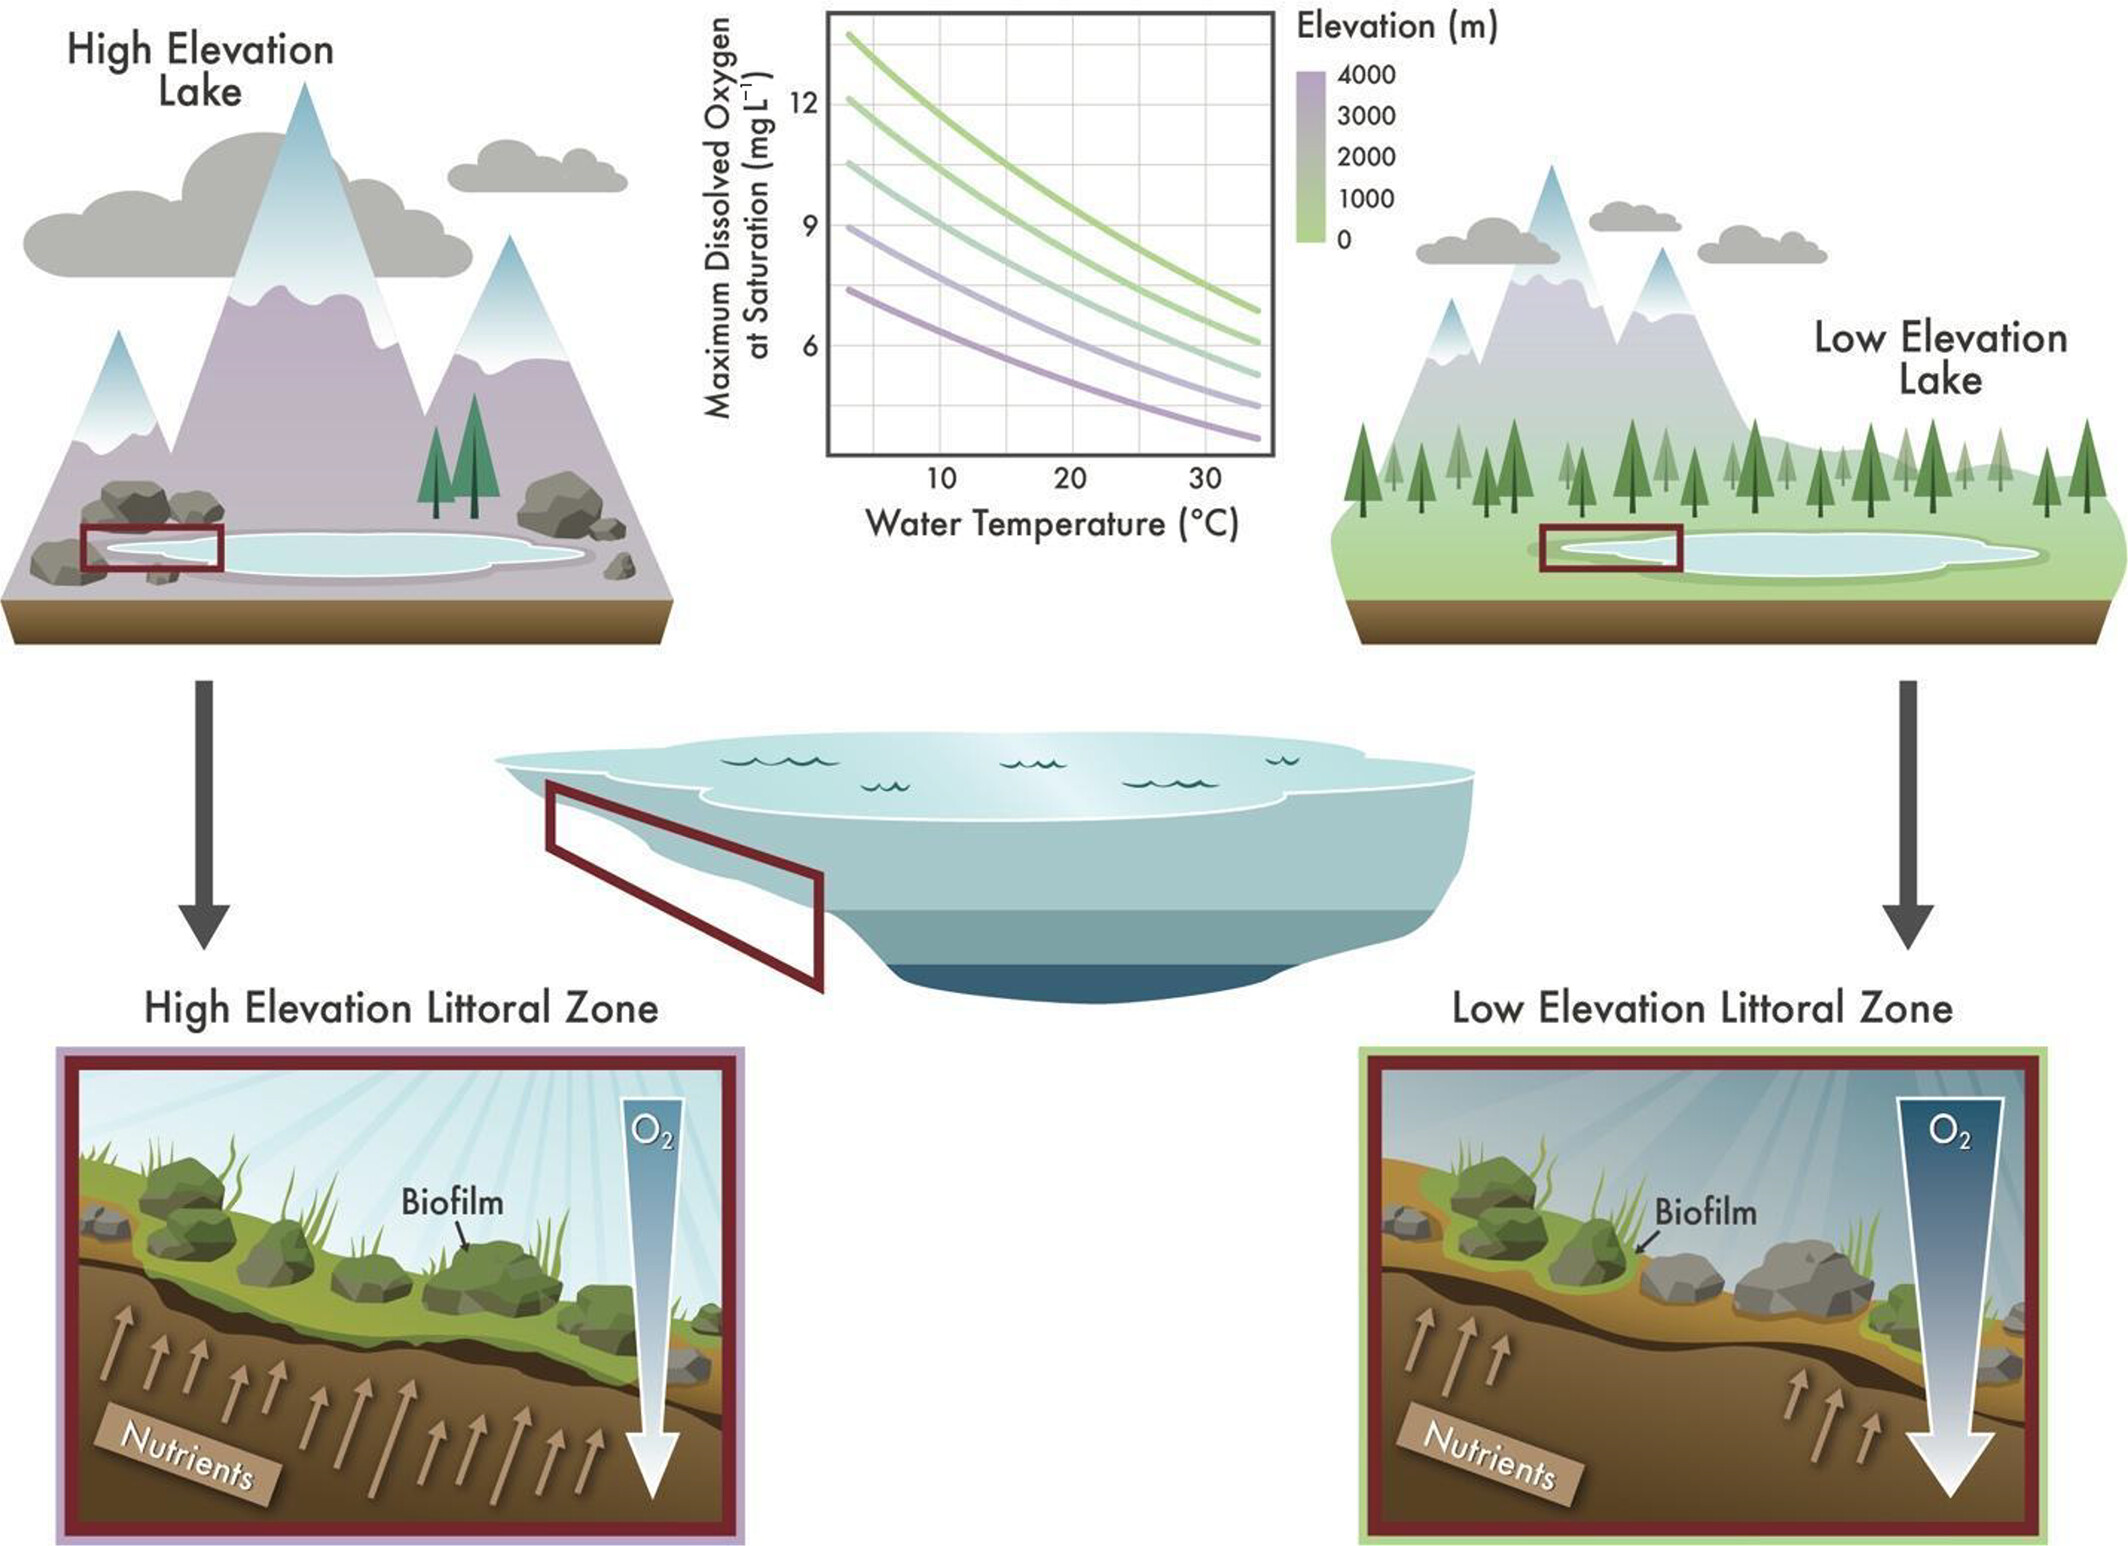 High Elevation
Lake
Maximum Dissolved Oxygen
at Saturation (mg L⁻¹)
12
9
6
10 20 30
Water Temperature (°C)
Elevation (m)
4000
3000
2000
1000
0
Low Elevation
Lake
High Elevation Littoral Zone
Low Elevation Littoral Zone
O₂
Biofilm
Nutrients
O₂
Biofilm
Nutrients